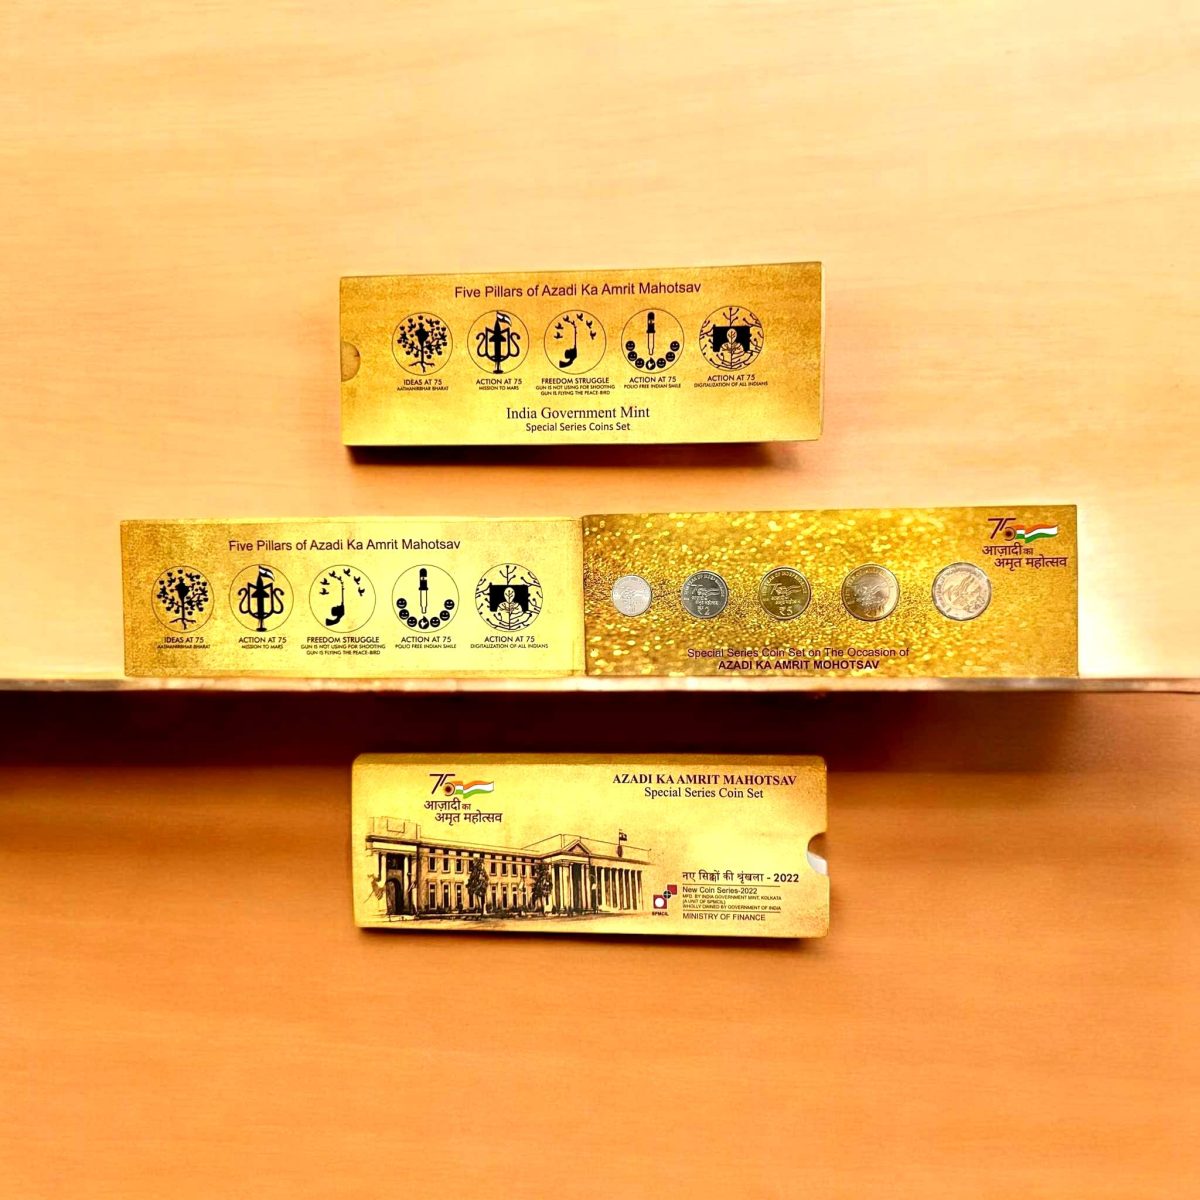 Five Pillars of Azadi Ka Amrit Mahotsav
IDEAS AT 75
AATMANIRBHAR BHARAT
ACTION AT 75
MISSION TO MARS
FREEDOM STRUGGLE
GUN IS NOT USING FOR SHOOTING
GUN IS FLYING THE PEACE-BIRD
ACTION AT 75
POLIO FREE INDIAN SMILE
ACTION AT 75
DIGITALIZATION OF ALL INDIANS
India Government Mint
Special Series Coins Set
Five Pillars of Azadi Ka Amrit Mahotsav
IDEAS AT 75
AATMANIRBHAR BHARAT
ACTION AT 75
MISSION TO MARS
FREEDOM STRUGGLE
GUN IS NOT USING FOR SHOOTING
GUN IS FLYING THE PEACE-BIRD
ACTION AT 75
POLIO FREE INDIAN SMILE
ACTION AT 75
DIGITALIZATION OF ALL INDIANS
75
आज़ादी का
अमृत महोत्सव
₹2
₹5
Special Series Coin Set on The Occasion of
AZADI KA AMRIT MOHOTSAV
75
आज़ादी का
अमृत महोत्सव
AZADI KA AMRIT MAHOTSAV
Special Series Coin Set
नए सिक्कों की श्रृंखला - 2022
New Coin Series-2022
MFG. BY INDIA GOVERNMENT MINT, KOLKATA
(A UNIT OF SPMCIL)
WHOLLY OWNED BY GOVERNMENT OF INDIA
SPMCIL
MINISTRY OF FINANCE